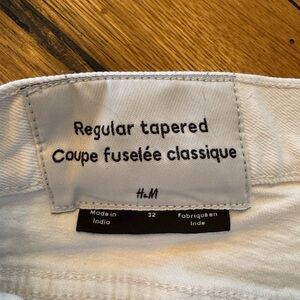 Regular tapered
Coupe fuselée classique
H&M
Made in
India
32
Fabriqué en
Inde